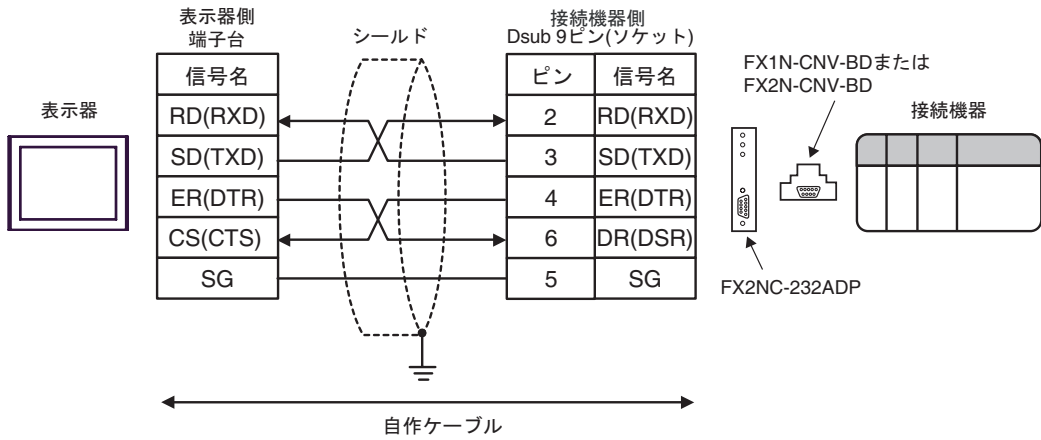 表示器
表示器側
端子台
信号名
RD(RXD)
SD(TXD)
ER(DTR)
CS(CTS)
SG
シールド
接続機器側
Dsub 9ピン(ソケット)
ピン 信号名
2 RD(RXD)
3 SD(TXD)
4 ER(DTR)
6 DR(DSR)
5 SG
FX1N-CNV-BDまたは
FX2N-CNV-BD
接続機器
FX2NC-232ADP
自作ケーブル